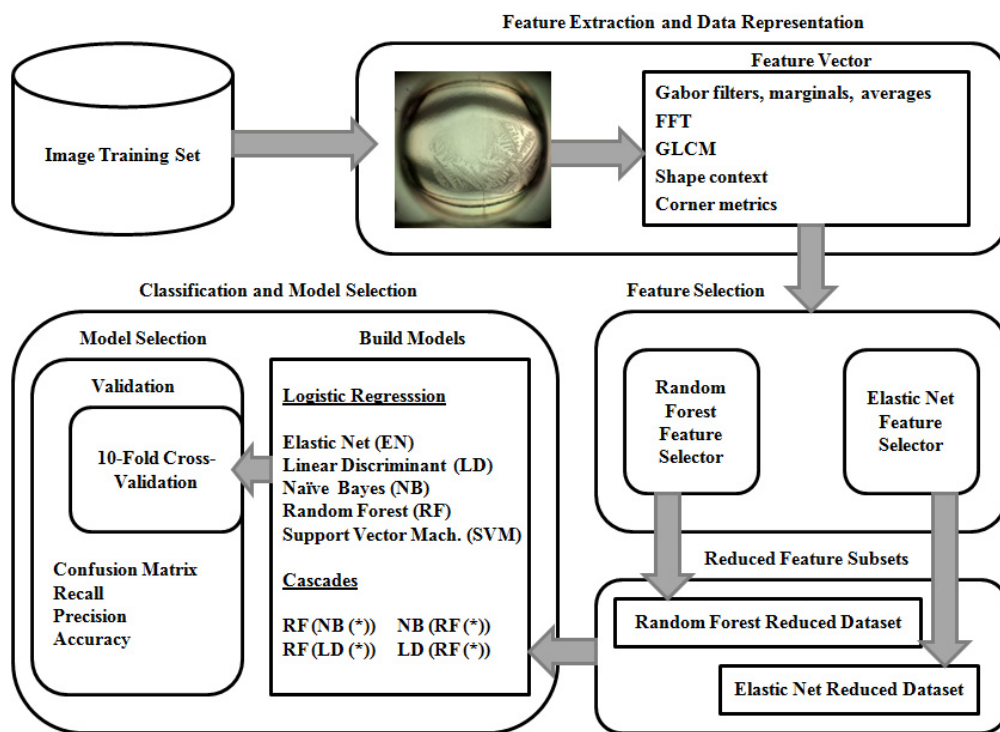 Feature Extraction and Data Representation
Image Training Set
Feature Vector
Gabor filters, marginals, averages
FFT
GLCM
Shape context
Corner metrics
Classification and Model Selection
Model Selection
Validation
10-Fold Cross-
Validation
Confusion Matrix
Recall
Precision
Accuracy
Build Models
Logistic Regresssion
Elastic Net (EN)
Linear Discriminant (LD)
Naïve Bayes (NB)
Random Forest (RF)
Support Vector Mach. (SVM)
Cascades
RF (NB (*)) NB (RF (*))
RF (LD (*)) LD (RF (*))
Feature Selection
Random
Forest
Feature
Selector
Elastic Net
Feature
Selector
Reduced Feature Subsets
Random Forest Reduced Dataset
Elastic Net Reduced Dataset